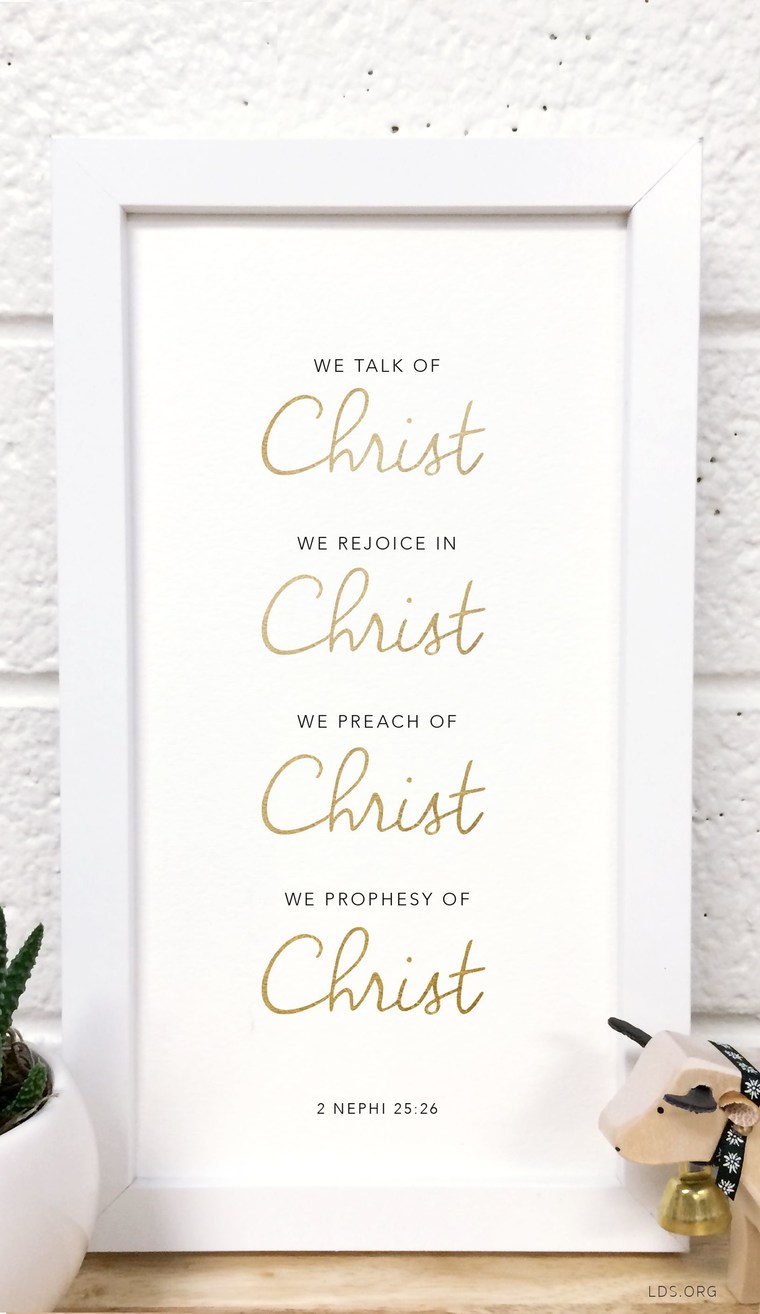 WE TALK OF
Christ
WE REJOICE IN
Christ
WE PREACH OF
Christ
WE PROPHESY OF
Christ
2 NEPHI 25:26
LDS.ORG